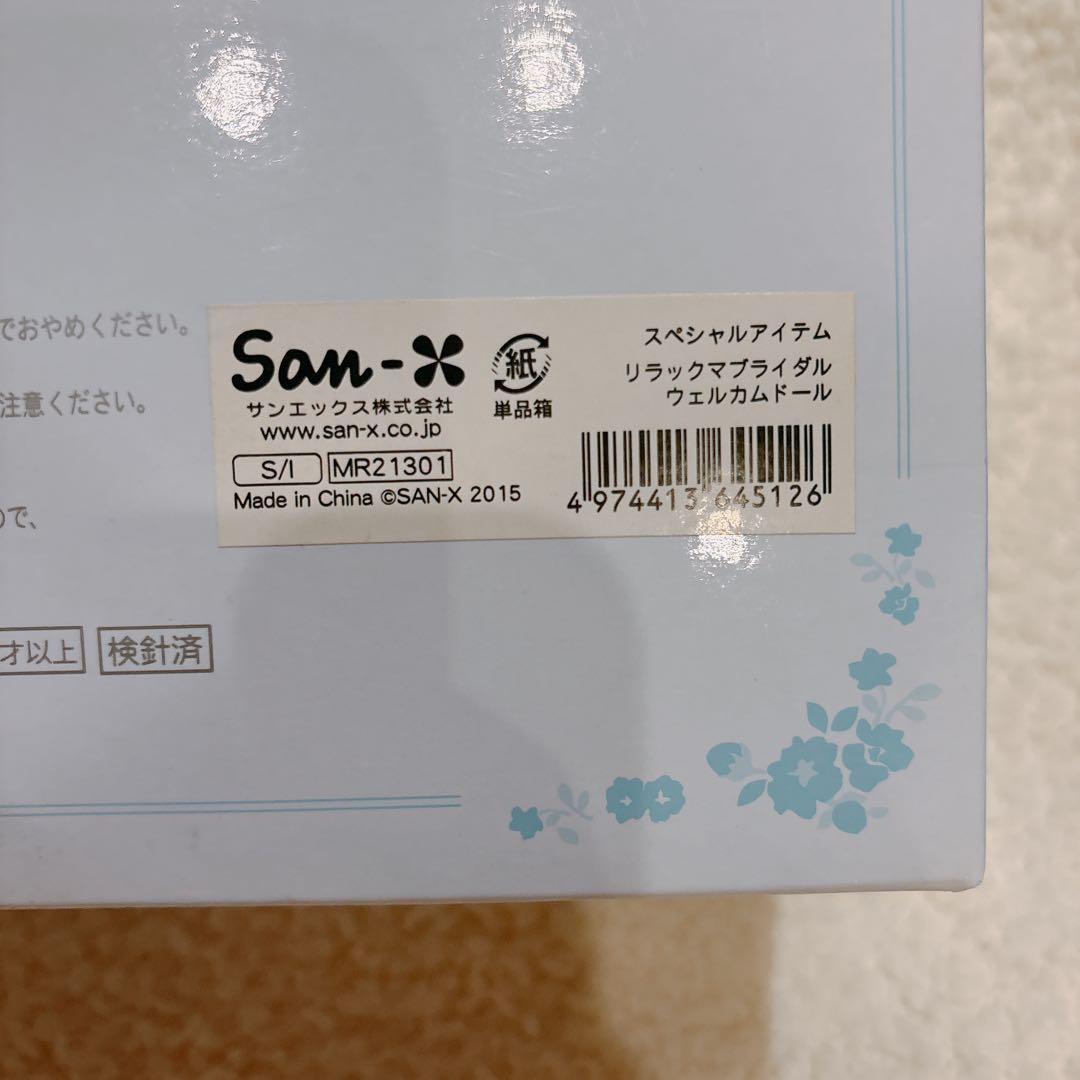 でおやめください。
注意ください。
ので、
才以上
検針済
San-X
サンエックス株式会社
www.san-x.co.jp
紙
単品箱
S/I
MR21301
Made in China ©SAN-X 2015
スペシャルアイテム
リラックマブライダル
ウェルカムドール
4974413645126